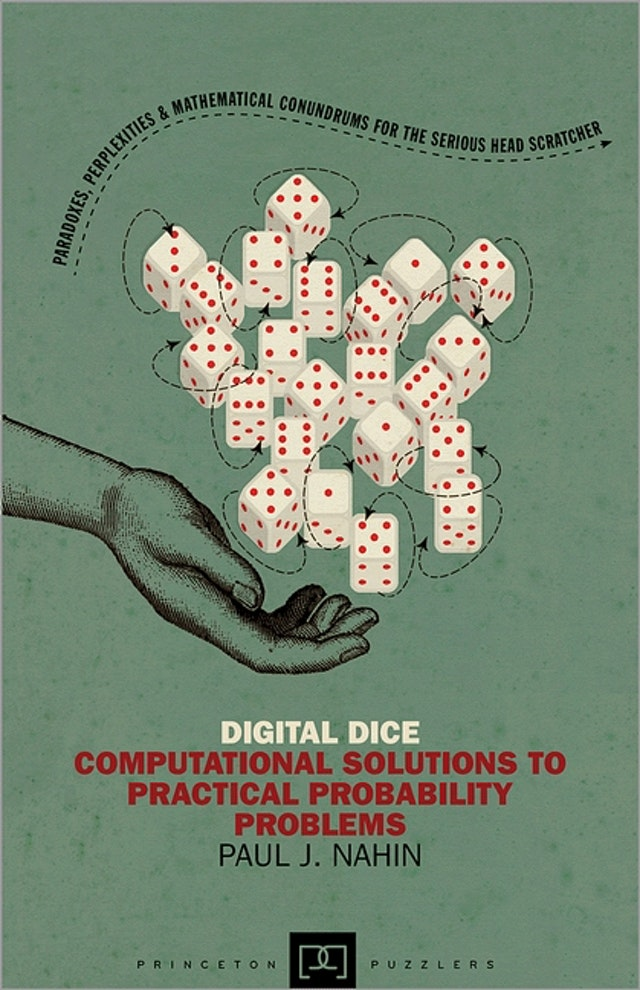 PARADOXES, PERPLEXITIES & MATHEMATICAL CONUNDRUMS FOR THE SERIOUS HEAD SCRATCHER
DIGITAL DICE
COMPUTATIONAL SOLUTIONS TO
PRACTICAL PROBABILITY
PROBLEMS
PAUL J. NAHIN
PRINCETON PUZZLERS